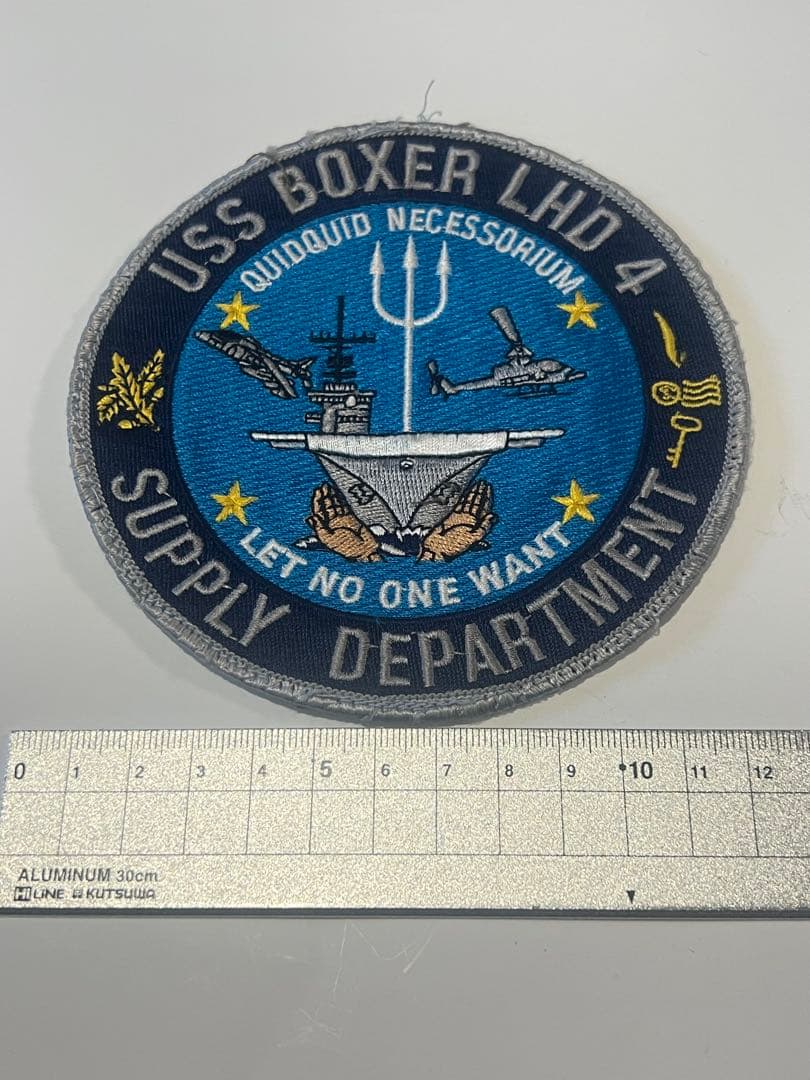 USS BOXER LHD 4
QUIDQUID NECESSORIUM
LET NO ONE WANT
SUPPLY DEPARTMENT
0 1 2 3 4 5 6 7 8 9 10 11 12
ALUMINUM 30cm
HiLiNE KUTSUWA